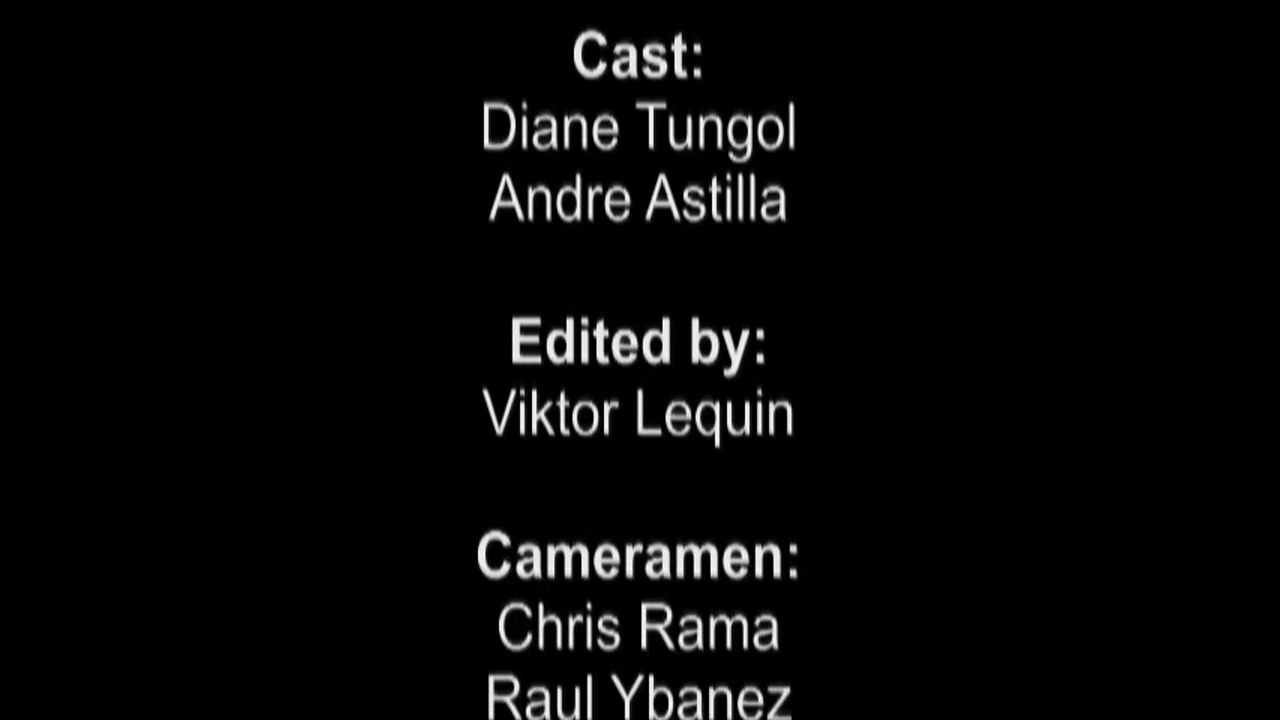 Cast:
Diane Tungol
Andre Astilla
Edited by:
Viktor Lequin
Cameramen:
Chris Rama
Raul Ybanez